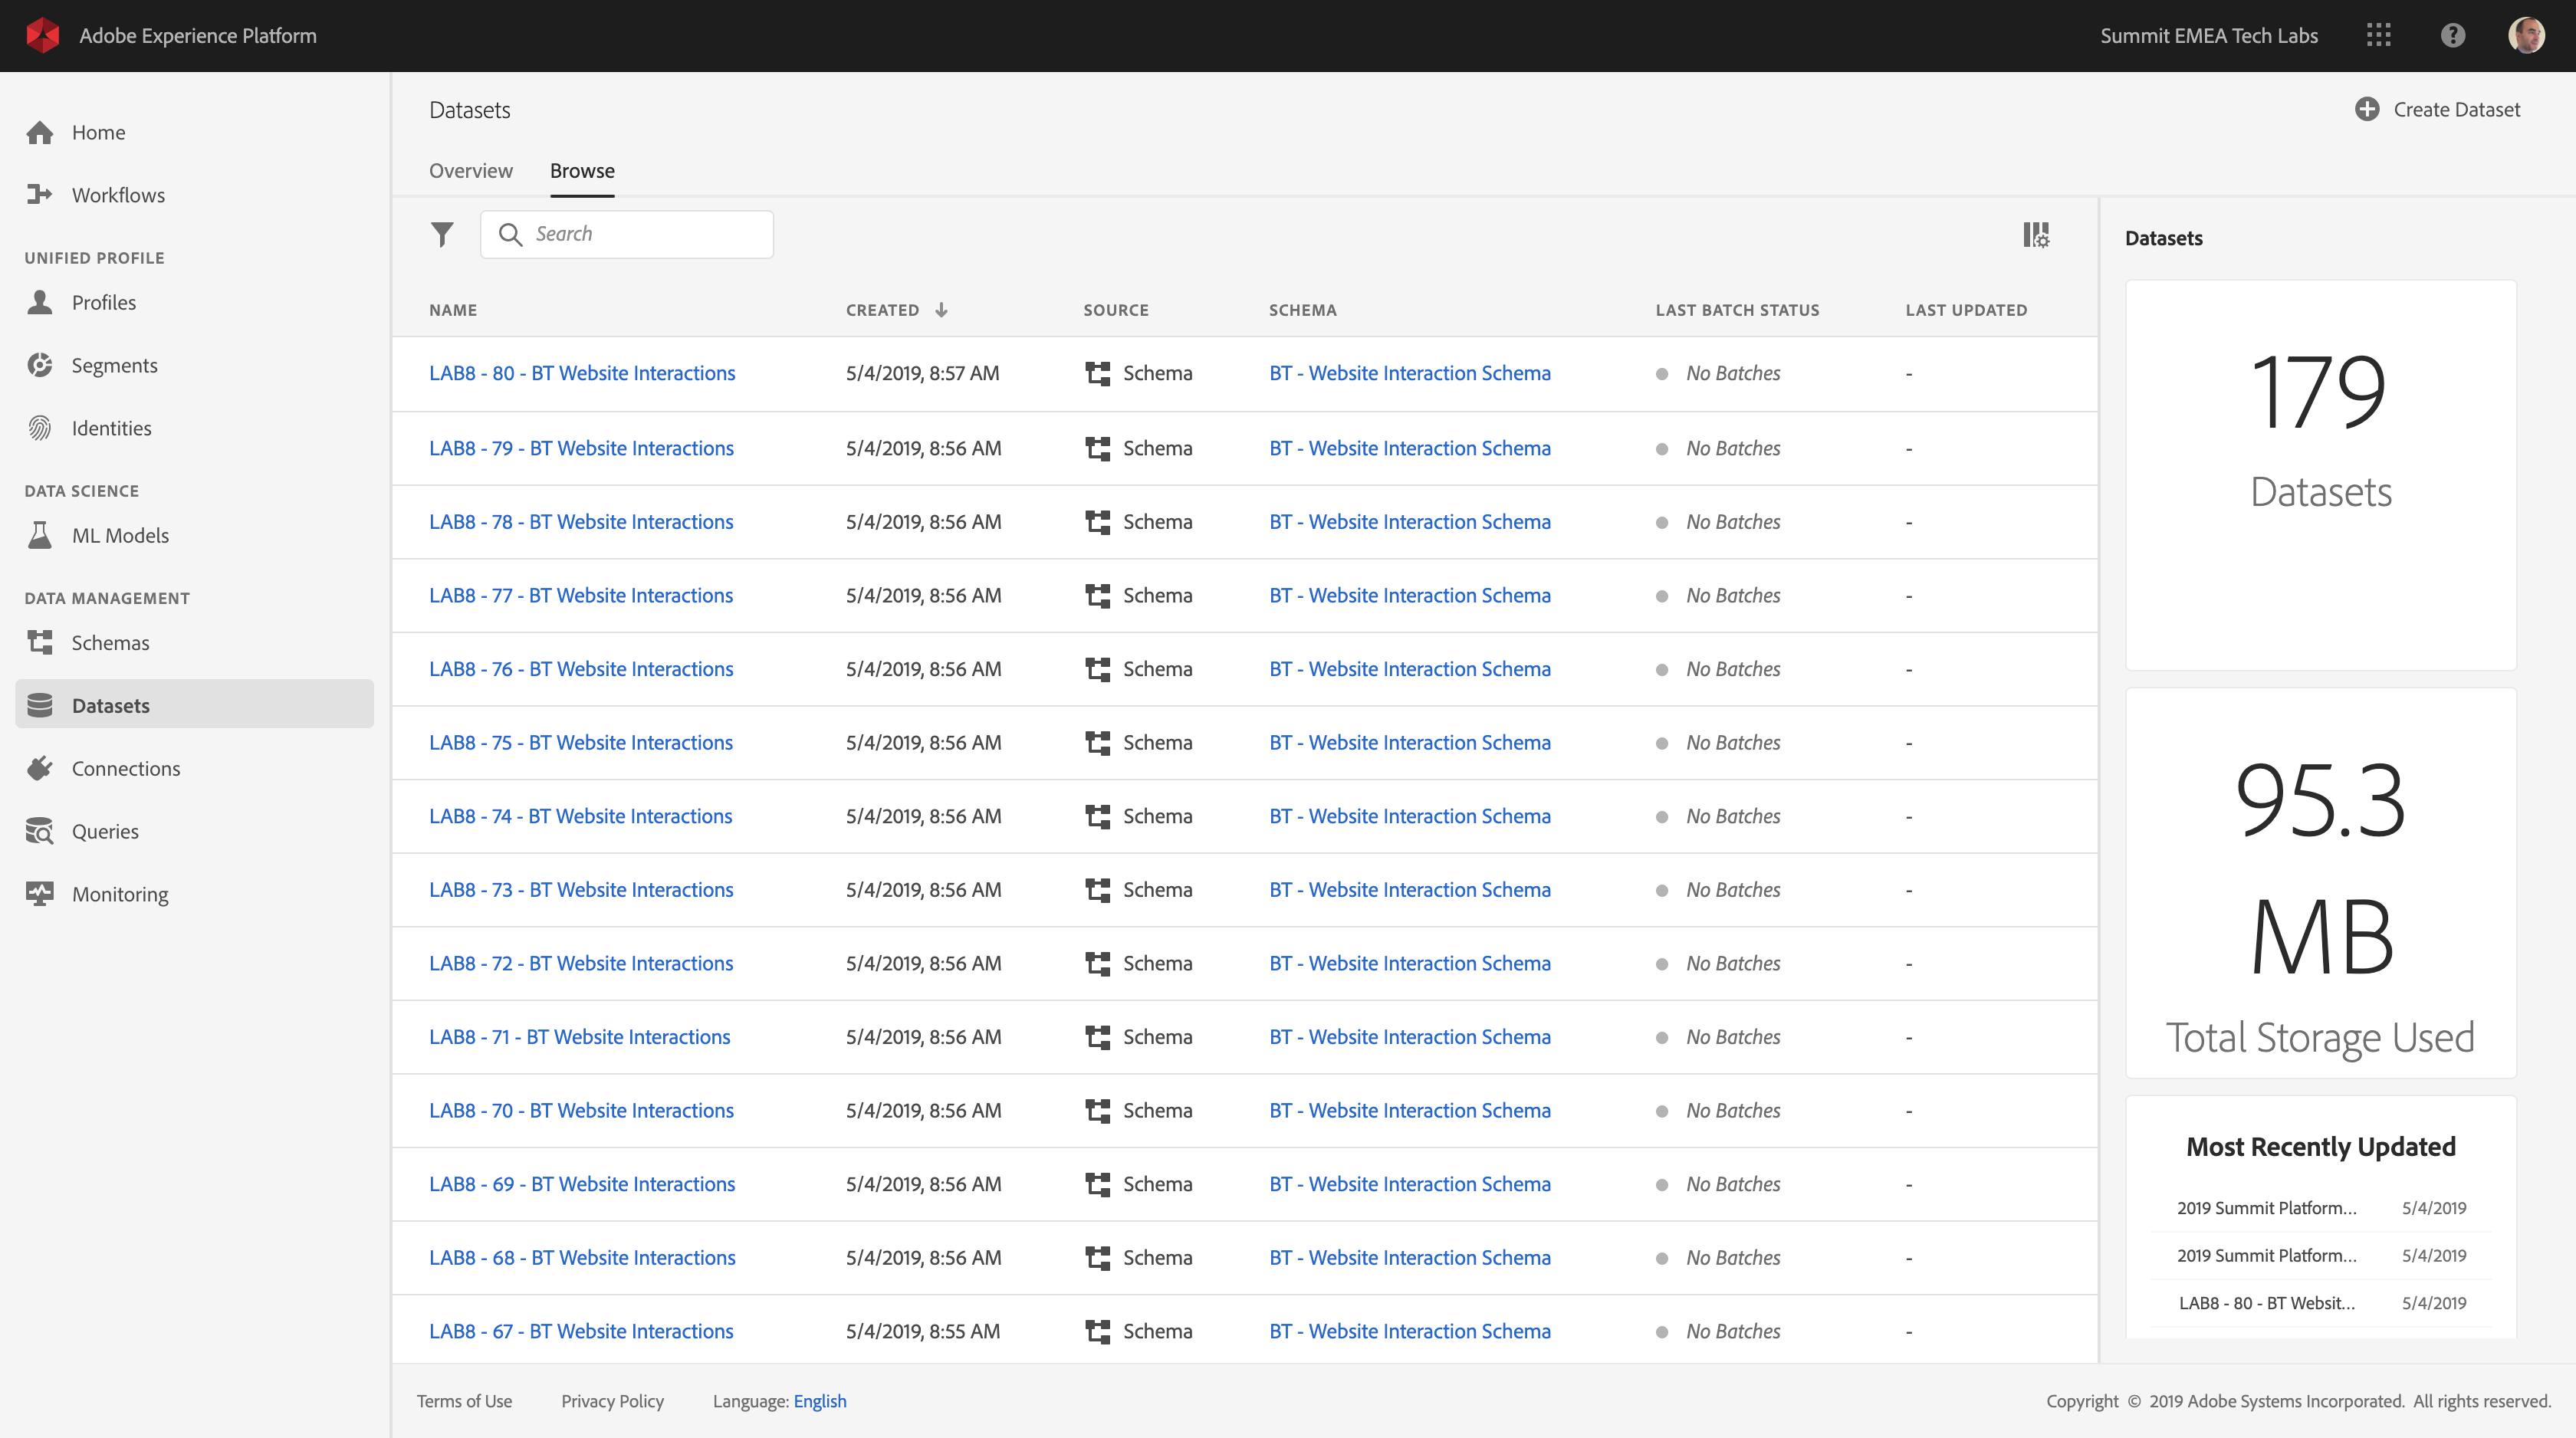 Adobe Experience Platform
Summit EMEA Tech Labs
?
Home
Workflows
UNIFIED PROFILE
Profiles
Segments
Identities
DATA SCIENCE
ML Models
DATA MANAGEMENT
Schemas
Datasets
Connections
Queries
Monitoring
Datasets
Create Dataset
Overview Browse
Search
NAME CREATED SOURCE SCHEMA LAST BATCH STATUS LAST UPDATED
LAB8 - 80 - BT Website Interactions 5/4/2019, 8:57 AM Schema BT - Website Interaction Schema No Batches -
LAB8 - 79 - BT Website Interactions 5/4/2019, 8:56 AM Schema BT - Website Interaction Schema No Batches -
LAB8 - 78 - BT Website Interactions 5/4/2019, 8:56 AM Schema BT - Website Interaction Schema No Batches -
LAB8 - 77 - BT Website Interactions 5/4/2019, 8:56 AM Schema BT - Website Interaction Schema No Batches -
LAB8 - 76 - BT Website Interactions 5/4/2019, 8:56 AM Schema BT - Website Interaction Schema No Batches -
LAB8 - 75 - BT Website Interactions 5/4/2019, 8:56 AM Schema BT - Website Interaction Schema No Batches -
LAB8 - 74 - BT Website Interactions 5/4/2019, 8:56 AM Schema BT - Website Interaction Schema No Batches -
LAB8 - 73 - BT Website Interactions 5/4/2019, 8:56 AM Schema BT - Website Interaction Schema No Batches -
LAB8 - 72 - BT Website Interactions 5/4/2019, 8:56 AM Schema BT - Website Interaction Schema No Batches -
LAB8 - 71 - BT Website Interactions 5/4/2019, 8:56 AM Schema BT - Website Interaction Schema No Batches -
LAB8 - 70 - BT Website Interactions 5/4/2019, 8:56 AM Schema BT - Website Interaction Schema No Batches -
LAB8 - 69 - BT Website Interactions 5/4/2019, 8:56 AM Schema BT - Website Interaction Schema No Batches -
LAB8 - 68 - BT Website Interactions 5/4/2019, 8:56 AM Schema BT - Website Interaction Schema No Batches -
LAB8 - 67 - BT Website Interactions 5/4/2019, 8:55 AM Schema BT - Website Interaction Schema No Batches -
Datasets
179
Datasets
95.3
MB
Total Storage Used
Most Recently Updated
2019 Summit Platform... 5/4/2019
2019 Summit Platform... 5/4/2019
LAB8 - 80 - BT Websit... 5/4/2019
Terms of Use Privacy Policy Language: English
Copyright © 2019 Adobe Systems Incorporated. All rights reserved.